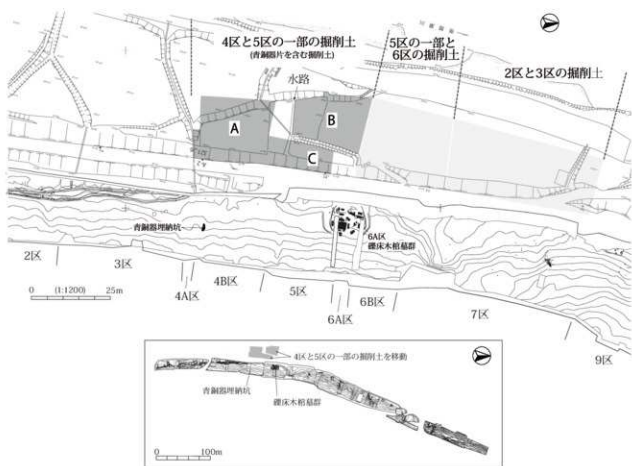 4区と5区の一部の掘削土
(青銅器片を含む掘削土)
5区の一部と
6区の掘削土
2区と3区の掘削土
水路
A
B
C
青銅器埋納坑
6A区
礫床木棺墓群
2区
3区
4A区
4B区
5区
6A区
6B区
7区
9区
0 (1:1200) 25m
4区と5区の一部の掘削土を移動
青銅器埋納坑
礫床木棺墓群
0 100m